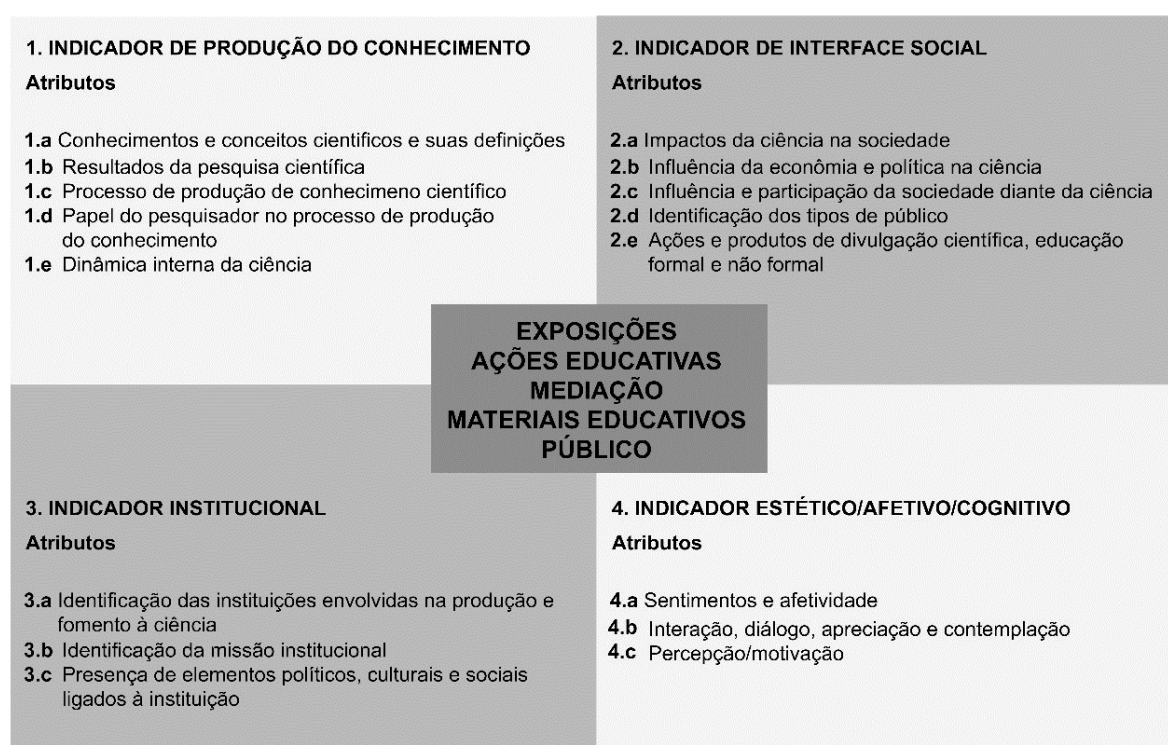 1. INDICADOR DE PRODUÇÃO DO CONHECIMENTO
Atributos
1.a Conhecimentos e conceitos científicos e suas definições
1.b Resultados da pesquisa científica
1.c Processo de produção de conhecimeno científico
1.d Papel do pesquisador no processo de produção
do conhecimento
1.e Dinâmica interna da ciência
2. INDICADOR DE INTERFACE SOCIAL
Atributos
2.a Impactos da ciência na sociedade
2.b Influência da econômia e política na ciência
2.c Influência e participação da sociedade diante da ciência
2.d Identificação dos tipos de público
2.e Ações e produtos de divulgação científica, educação
formal e não formal
EXPOSIÇÕES
AÇÕES EDUCATIVAS
MEDIAÇÃO
MATERIAIS EDUCATIVOS
PÚBLICO
3. INDICADOR INSTITUCIONAL
Atributos
3.a Identificação das instituições envolvidas na produção e
fomento à ciência
3.b Identificação da missão institucional
3.c Presença de elementos políticos, culturais e sociais
ligados à instituição
4. INDICADOR ESTÉTICO/AFETIVO/COGNITIVO
Atributos
4.a Sentimentos e afetividade
4.b Interação, diálogo, apreciação e contemplação
4.c Percepção/motivação